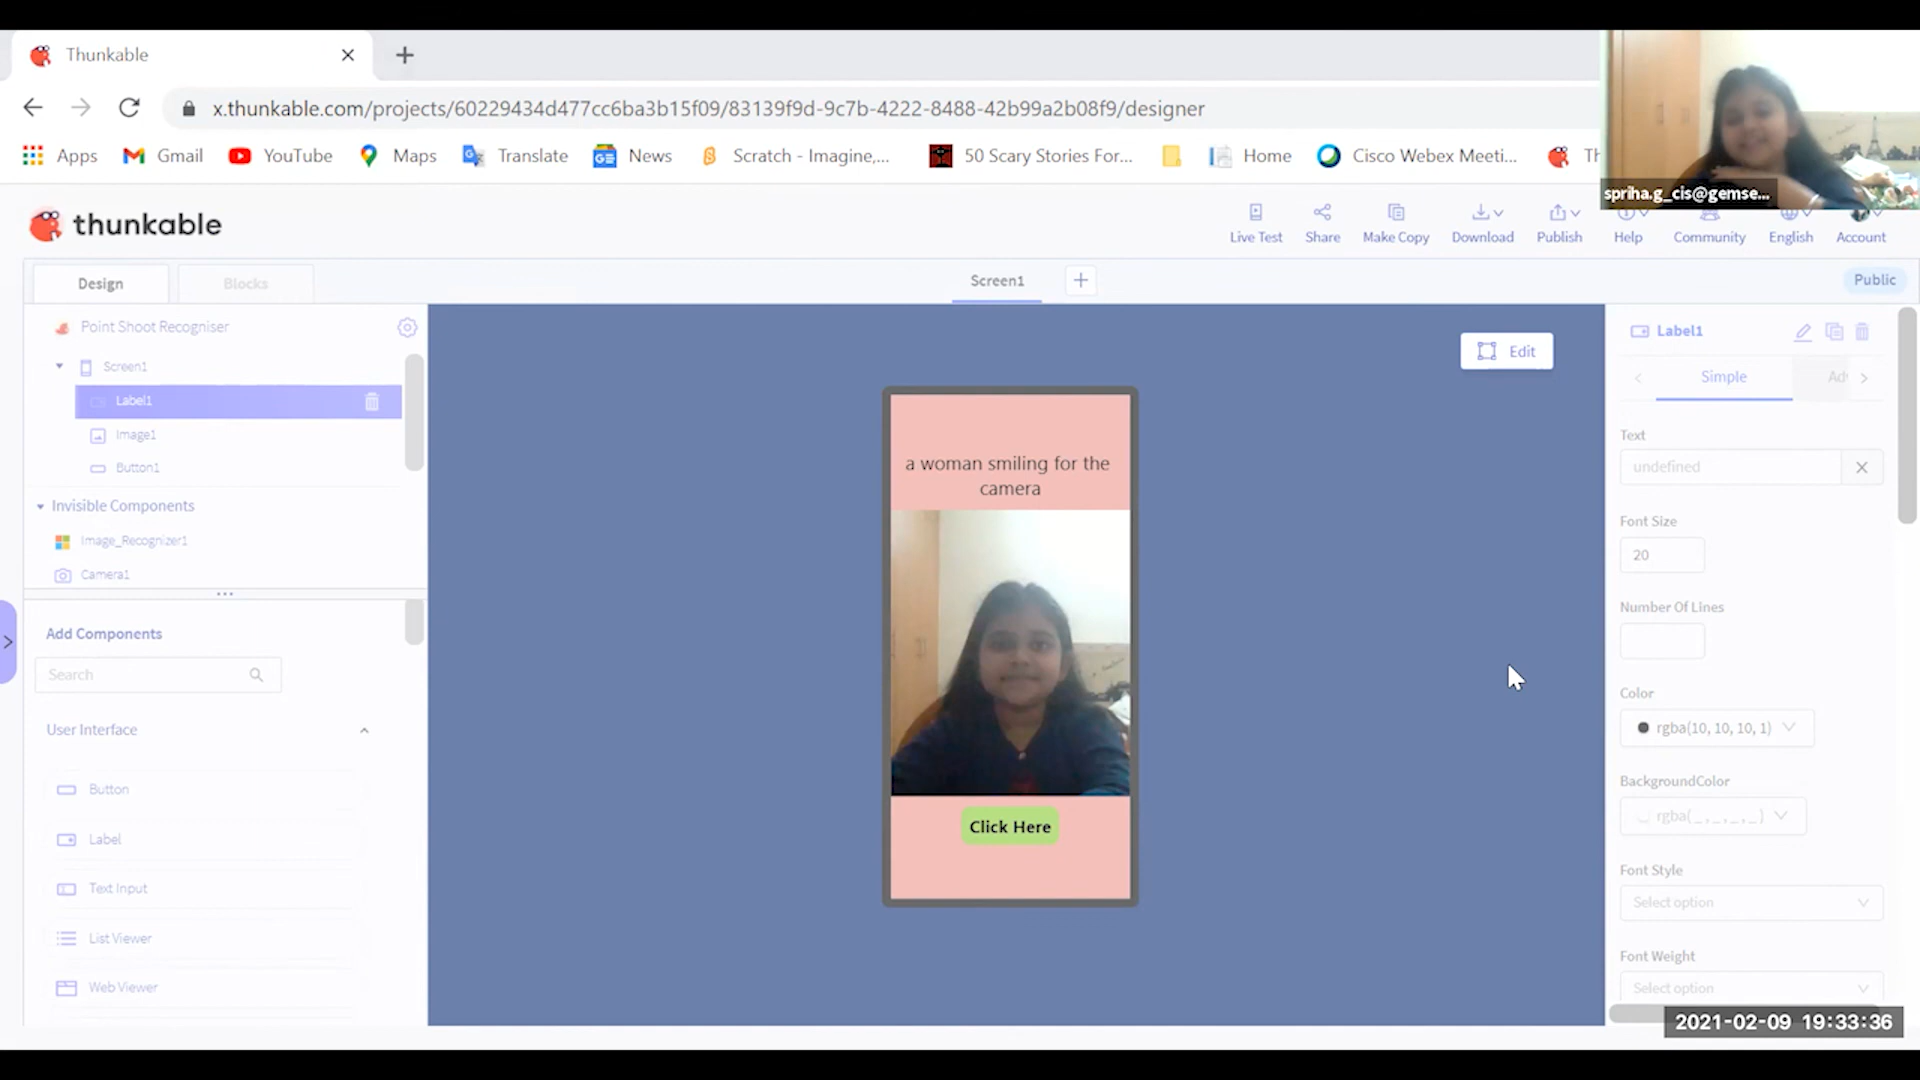 Thunkable
x.thunkable.com/projects/60229434d477cc6ba3b15f09/83139f9d-9c7b-4222-8488-42b99a2b08f9/designer
Apps Gmail YouTube Maps Translate News Scratch - Imagine,... 50 Scary Stories For... Home Cisco Webex Meeti... Th
spriha.g_cis@gemse...
thunkable
Live Test Share Make Copy Download Publish Help Community English Account
Design Blocks Screen1 Public
Point Shoot Recogniser
Screen1
Label1
Image1
Button1
Invisible Components
Image_Recognizer1
Camera1
Add Components
Search
User Interface
Button
Label
Text Input
List Viewer
Web Viewer
Edit
a woman smiling for the
camera
Click Here
Label1
Simple Adv
Text
undefined
Font Size
20
Number Of Lines
Color
rgba(10, 10, 10, 1)
BackgroundColor
rgba(_,_,_,_)
Font Style
Select option
Font Weight
Select option
2021-02-09 19:33:36